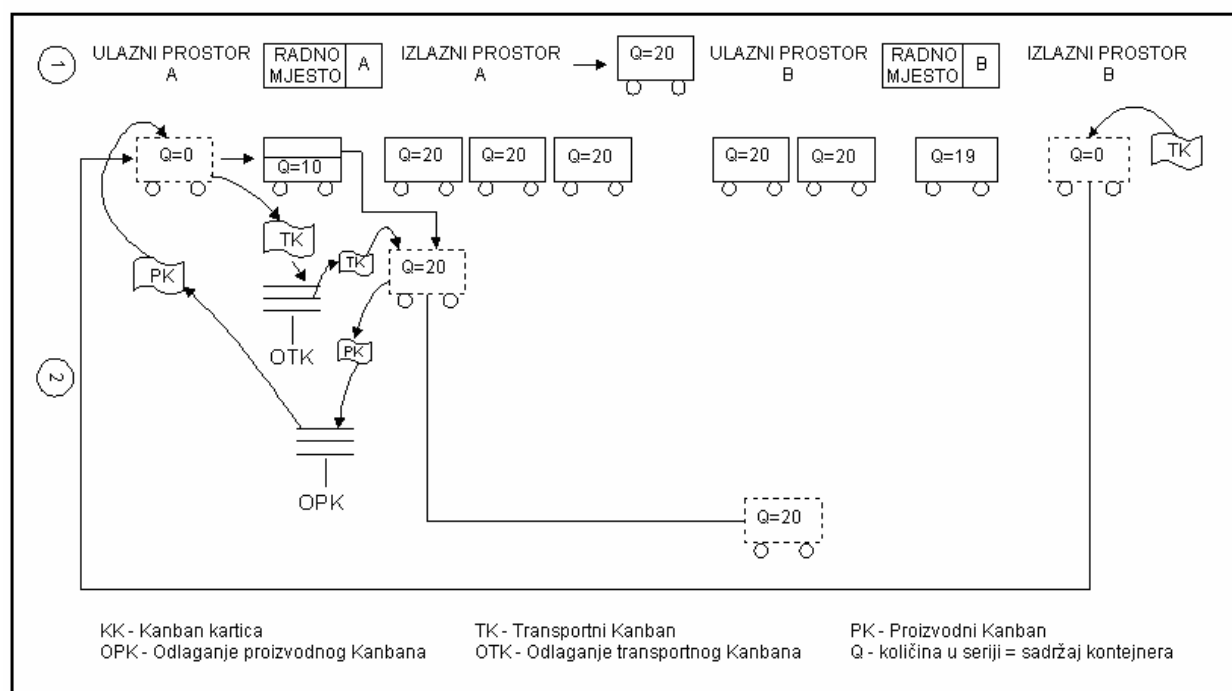 1
ULAZNI PROSTOR
A
RADNO
MJESTO
A
IZLAZNI PROSTOR
A
Q=20
ULAZNI PROSTOR
B
RADNO
MJESTO
B
IZLAZNI PROSTOR
B
Q=0
Q=10
Q=20
Q=20
Q=20
Q=20
Q=20
Q=19
Q=0
TK
TK
TK
Q=20
PK
PK
OTK
2
OPK
Q=20
KK - Kanban kartica
TK - Transportni Kanban
PK - Proizvodni Kanban
OPK - Odlaganje proizvodnog Kanbana
OTK - Odlaganje transportnog Kanbana
Q - količina u seriji = sadržaj kontejnera